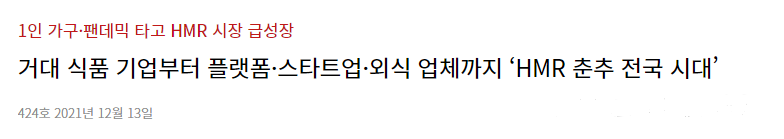 1인 가구·팬데믹 타고 HMR 시장 급성장
거대 식품 기업부터 플랫폼·스타트업·외식 업체까지 ‘HMR 춘추 전국 시대’
424호 2021년 12월 13일